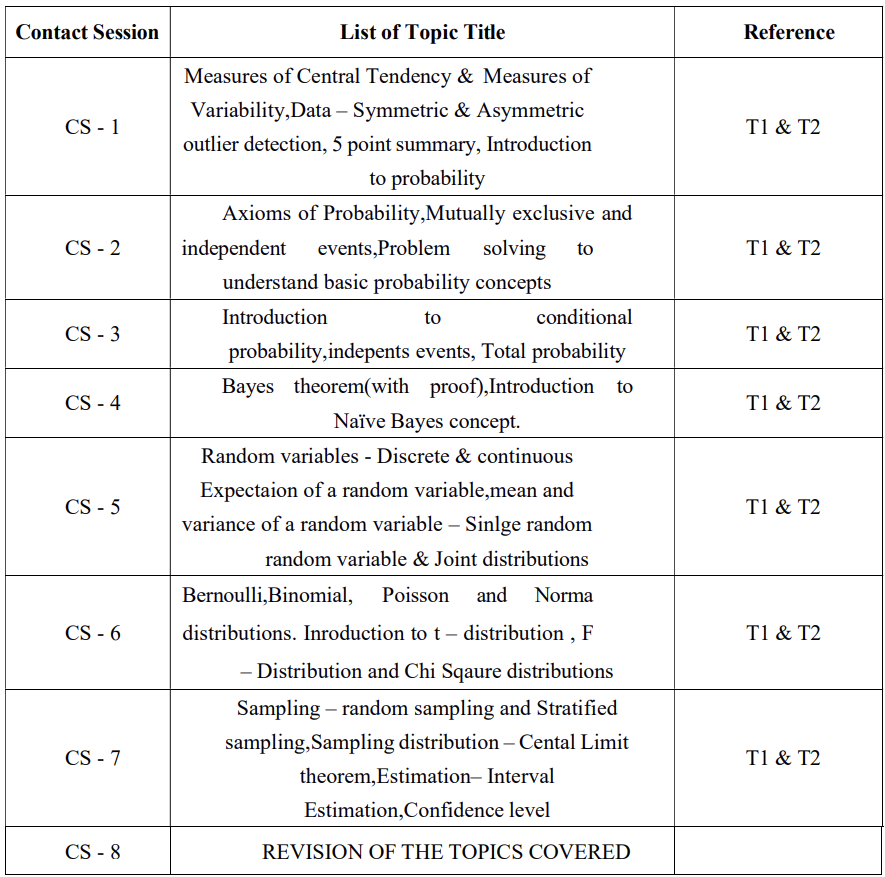 Contact Session List of Topic Title Reference
Measures of Central Tendency & Measures of
Variability,Data – Symmetric & Asymmetric
CS - 1 T1 & T2
outlier detection, 5 point summary, Introduction
to probability
Axioms of Probability,Mutually exclusive and
CS - 2 independent events,Problem solving to T1 & T2
understand basic probability concepts
Introduction to conditional
CS - 3 T1 & T2
probability,indepents events, Total probability
Bayes theorem(with proof),Introduction to
CS - 4 T1 & T2
Naïve Bayes concept.
Random variables - Discrete & continuous
Expectaion of a random variable,mean and
CS - 5 T1 & T2
variance of a random variable – Sinlge random
random variable & Joint distributions
Bernoulli,Binomial, Poisson and Norma
CS - 6 distributions. Inroduction to t – distribution , F T1 & T2
– Distribution and Chi Sqaure distributions
Sampling – random sampling and Stratified
sampling,Sampling distribution – Cental Limit
CS - 7 T1 & T2
theorem,Estimation– Interval
Estimation,Confidence level
CS - 8 REVISION OF THE TOPICS COVERED